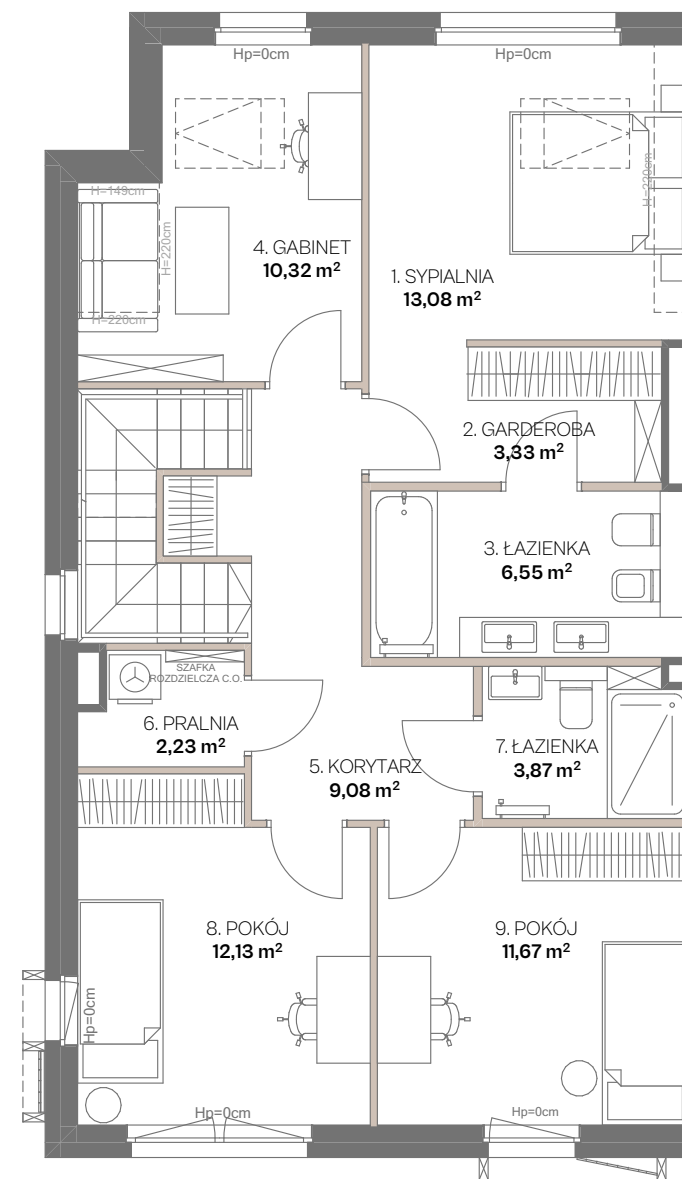 Hp=0cm
Hp=0cm
H=149cm
H=220cm
H=220cm
H=220cm
4. GABINET
10,32 m²
1. SYPIALNIA
13,08 m²
2. GARDEROBA
3,33 m²
3. ŁAZIENKA
6,55 m²
SZAFKA
ROZDZIELCZA C.O.
6. PRALNIA
2,23 m²
5. KORYTARZ
9,08 m²
7. ŁAZIENKA
3,87 m²
8. POKÓJ
12,13 m²
9. POKÓJ
11,67 m²
Hp=0cm
Hp=0cm
Hp=0cm